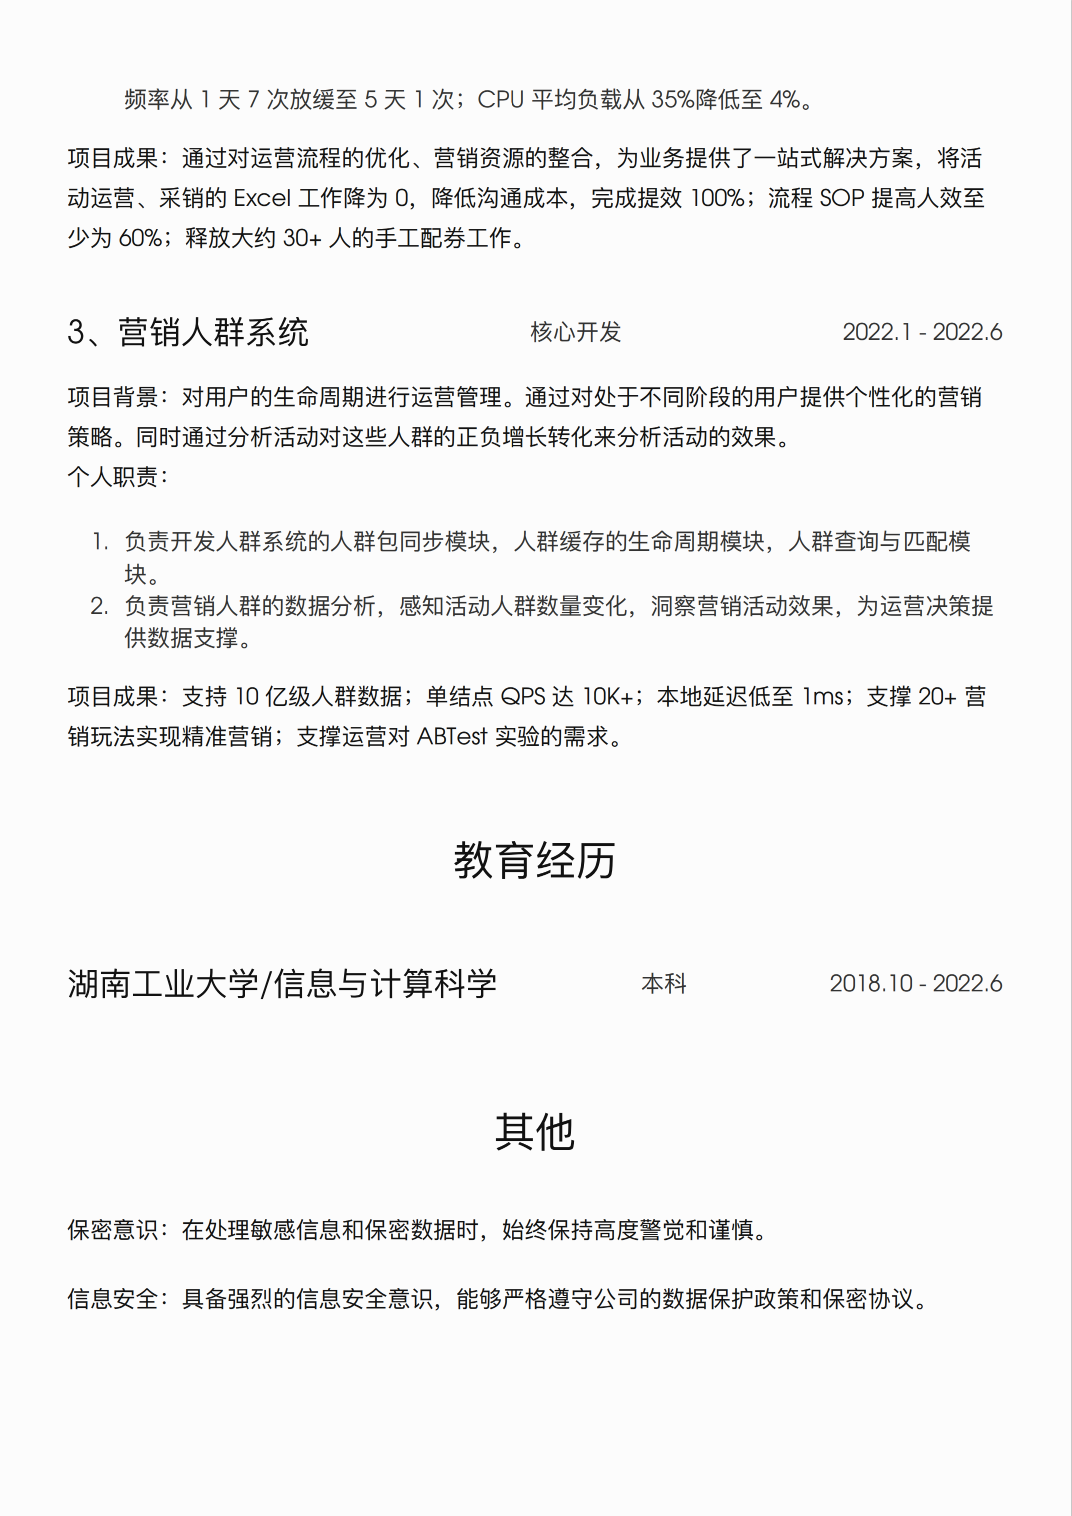 频率从 1 天 7 次放缓至 5 天 1 次；CPU 平均负载从 35%降低至 4%。
项目成果：通过对运营流程的优化、营销资源的整合，为业务提供了一站式解决方案，将活
动运营、采销的 Excel 工作降为 0，降低沟通成本，完成提效 100%；流程 SOP 提高人效至
少为 60%；释放大约 30+ 人的手工配券工作。
3、营销人群系统 核心开发 2022.1 - 2022.6
项目背景：对用户的生命周期进行运营管理。通过对处于不同阶段的用户提供个性化的营销
策略。同时通过分析活动对这些人群的正负增长转化来分析活动的效果。
个人职责：
1. 负责开发人群系统的人群包同步模块，人群缓存的生命周期模块，人群查询与匹配模
块。
2. 负责营销人群的数据分析，感知活动人群数量变化，洞察营销活动效果，为运营决策提
供数据支撑。
项目成果：支持 10 亿级人群数据；单结点 QPS 达 10K+；本地延迟低至 1ms；支撑 20+ 营
销玩法实现精准营销；支撑运营对 ABTest 实验的需求。
教育经历
湖南工业大学/信息与计算科学 本科 2018.10 - 2022.6
其他
保密意识：在处理敏感信息和保密数据时，始终保持高度警觉和谨慎。
信息安全：具备强烈的信息安全意识，能够严格遵守公司的数据保护政策和保密协议。